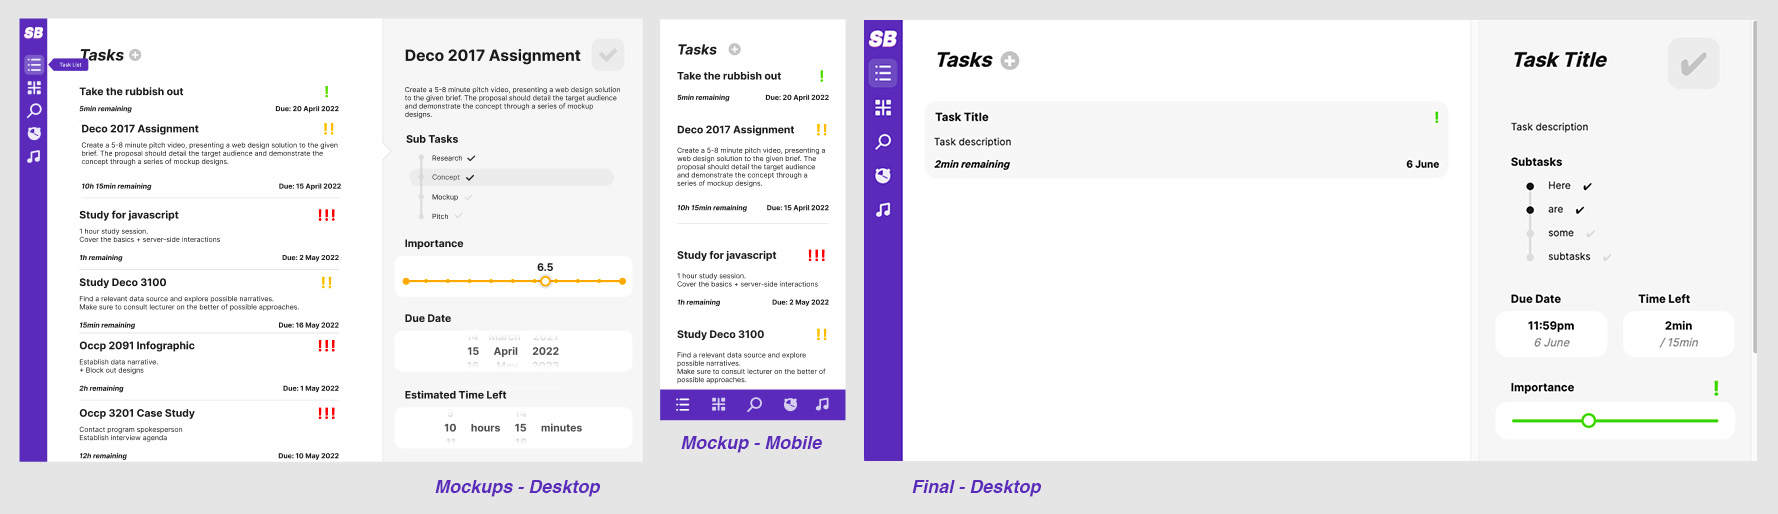 SB
Task List
Tasks
Take the rubbish out !
5min remaining Due: 20 April 2022
Deco 2017 Assignment !!
Create a 5-8 minute pitch video, presenting a web design solution to the given
brief. The proposal should detail the target audience and demonstrate the
concept through a series of mockup designs.
10h 15min remaining Due: 15 April 2022
Study for javascript !!!
1 hour study session.
Cover the basics + server-side interactions
1h remaining Due: 2 May 2022
Study Deco 3100 !!
Find a relevant data source and explore possible narratives.
Make sure to consult lecturer on the better of possible approaches.
15min remaining Due: 16 May 2022
Occp 2091 Infographic !!!
Establish data narrative.
+ Block out designs
2h remaining Due: 1 May 2022
Occp 3201 Case Study !!!
Contact program spokesperson
Establish interview agenda
12h remaining Due: 10 May 2022
Deco 2017 Assignment
Create a 5-8 minute pitch video, presenting a web design solution
to the given brief. The proposal should detail the target audience
and demonstrate the concept through a series of mockup
designs.
Sub Tasks
Research
Concept
Mockup
Pitch
Importance
6.5
Due Date
14 March 2021
15 April 2022
16 May 2023
Estimated Time Left
9 14
10 hours 15 minutes
11 16
Mockups - Desktop
Tasks
Take the rubbish out !
5min remaining Due: 20 April 2022
Deco 2017 Assignment !!
Create a 5-8 minute pitch video, presenting a
web design solution to the given brief. The
proposal should detail the target audience
and demonstrate the concept through a
series of mockup designs.
10h 15min remaining Due: 15 April 2022
Study for javascript !!!
1 hour study session.
Cover the basics + server-side interactions
1h remaining Due: 2 May 2022
Study Deco 3100 !!
Find a relevant data source and explore
possible narratives.
Make sure to consult lecturer on the better of
possible approaches.
Mockup - Mobile
SB
Tasks
Task Title !
Task description
2min remaining 6 June
Task Title
Task description
Subtasks
Here
are
some
subtasks
Due Date Time Left
11:59pm 2min
6 June / 15min
Importance !
Final - Desktop